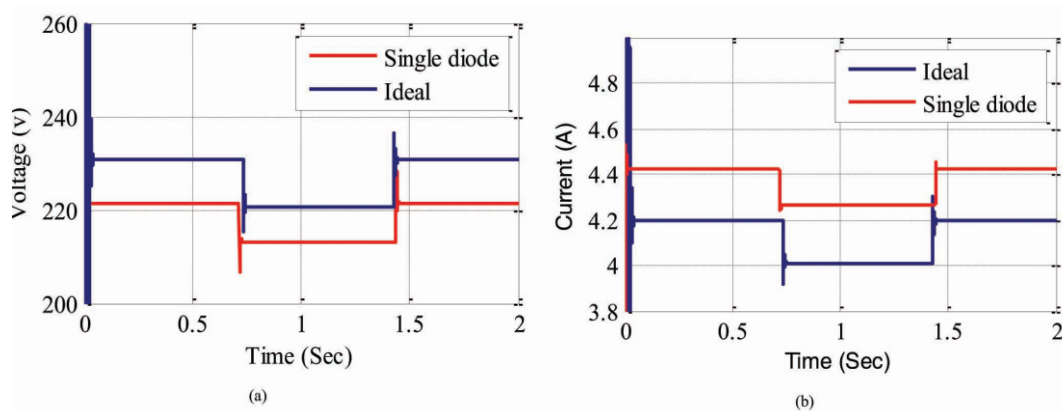 260
240
220
200
Voltage (v)
Single diode
Ideal
0
0.5
1
1.5
2
Time (Sec)
(a)
4.8
4.6
4.4
4.2
4
3.8
Current (A)
Ideal
Single diode
0
0.5
1
1.5
2
Time (Sec)
(b)